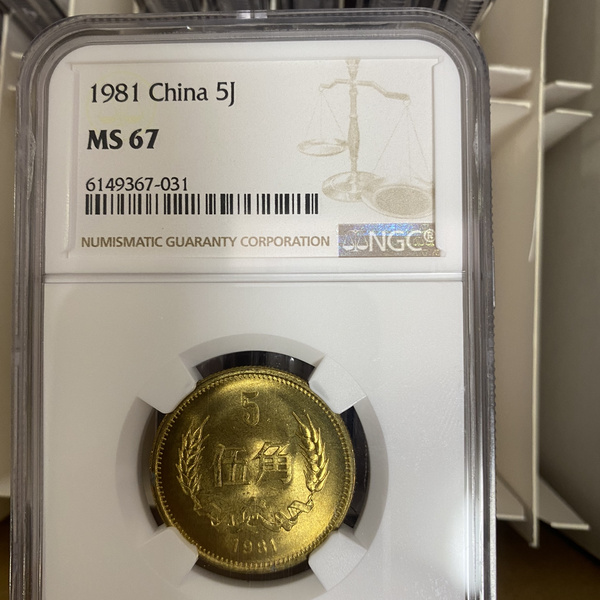 1981 China 5J
MS 67
6149367-031
NUMISMATIC GUARANTY CORPORATION
NGC®
5
伍角
1981